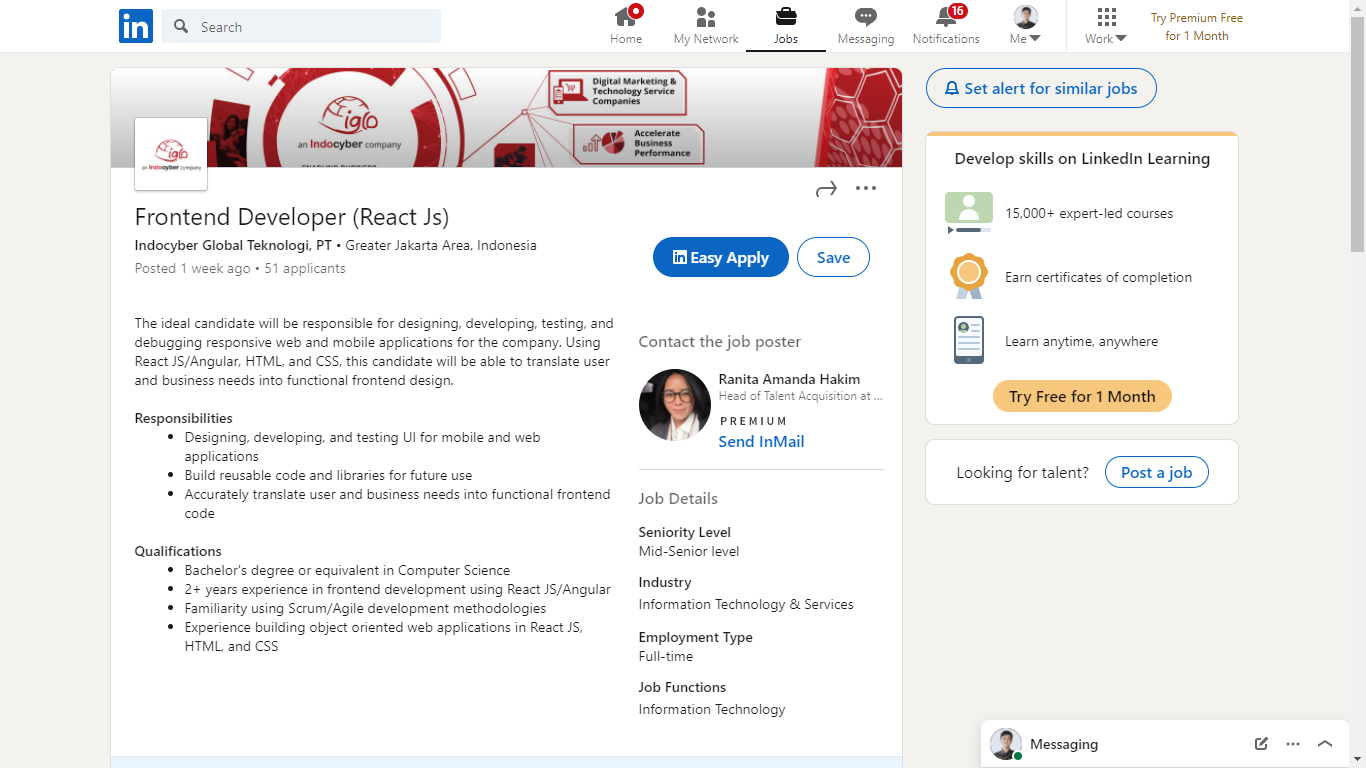 in
Search
Home
My Network
Jobs
Messaging
16
Notifications
Me
Work
Try Premium Free
for 1 Month
iglo
an Indocyber company
Digital Marketing &
Technology Service
Companies
Accelerate
Business
Performance
iglo
an Indocyber company
Frontend Developer (React Js)
Indocyber Global Teknologi, PT • Greater Jakarta Area, Indonesia
Posted 1 week ago • 51 applicants
in Easy Apply
Save
The ideal candidate will be responsible for designing, developing, testing, and
debugging responsive web and mobile applications for the company. Using
React JS/Angular, HTML, and CSS, this candidate will be able to translate user
and business needs into functional frontend design.
Responsibilities
• Designing, developing, and testing UI for mobile and web
applications
• Build reusable code and libraries for future use
• Accurately translate user and business needs into functional frontend
code
Qualifications
• Bachelor's degree or equivalent in Computer Science
• 2+ years experience in frontend development using React JS/Angular
• Familiarity using Scrum/Agile development methodologies
• Experience building object oriented web applications in React JS,
HTML, and CSS
Contact the job poster
Ranita Amanda Hakim
Head of Talent Acquisition at ...
PREMIUM
Send InMail
Job Details
Seniority Level
Mid-Senior level
Industry
Information Technology & Services
Employment Type
Full-time
Job Functions
Information Technology
Set alert for similar jobs
Develop skills on LinkedIn Learning
15,000+ expert-led courses
Earn certificates of completion
Learn anytime, anywhere
Try Free for 1 Month
Looking for talent?
Post a job
Messaging